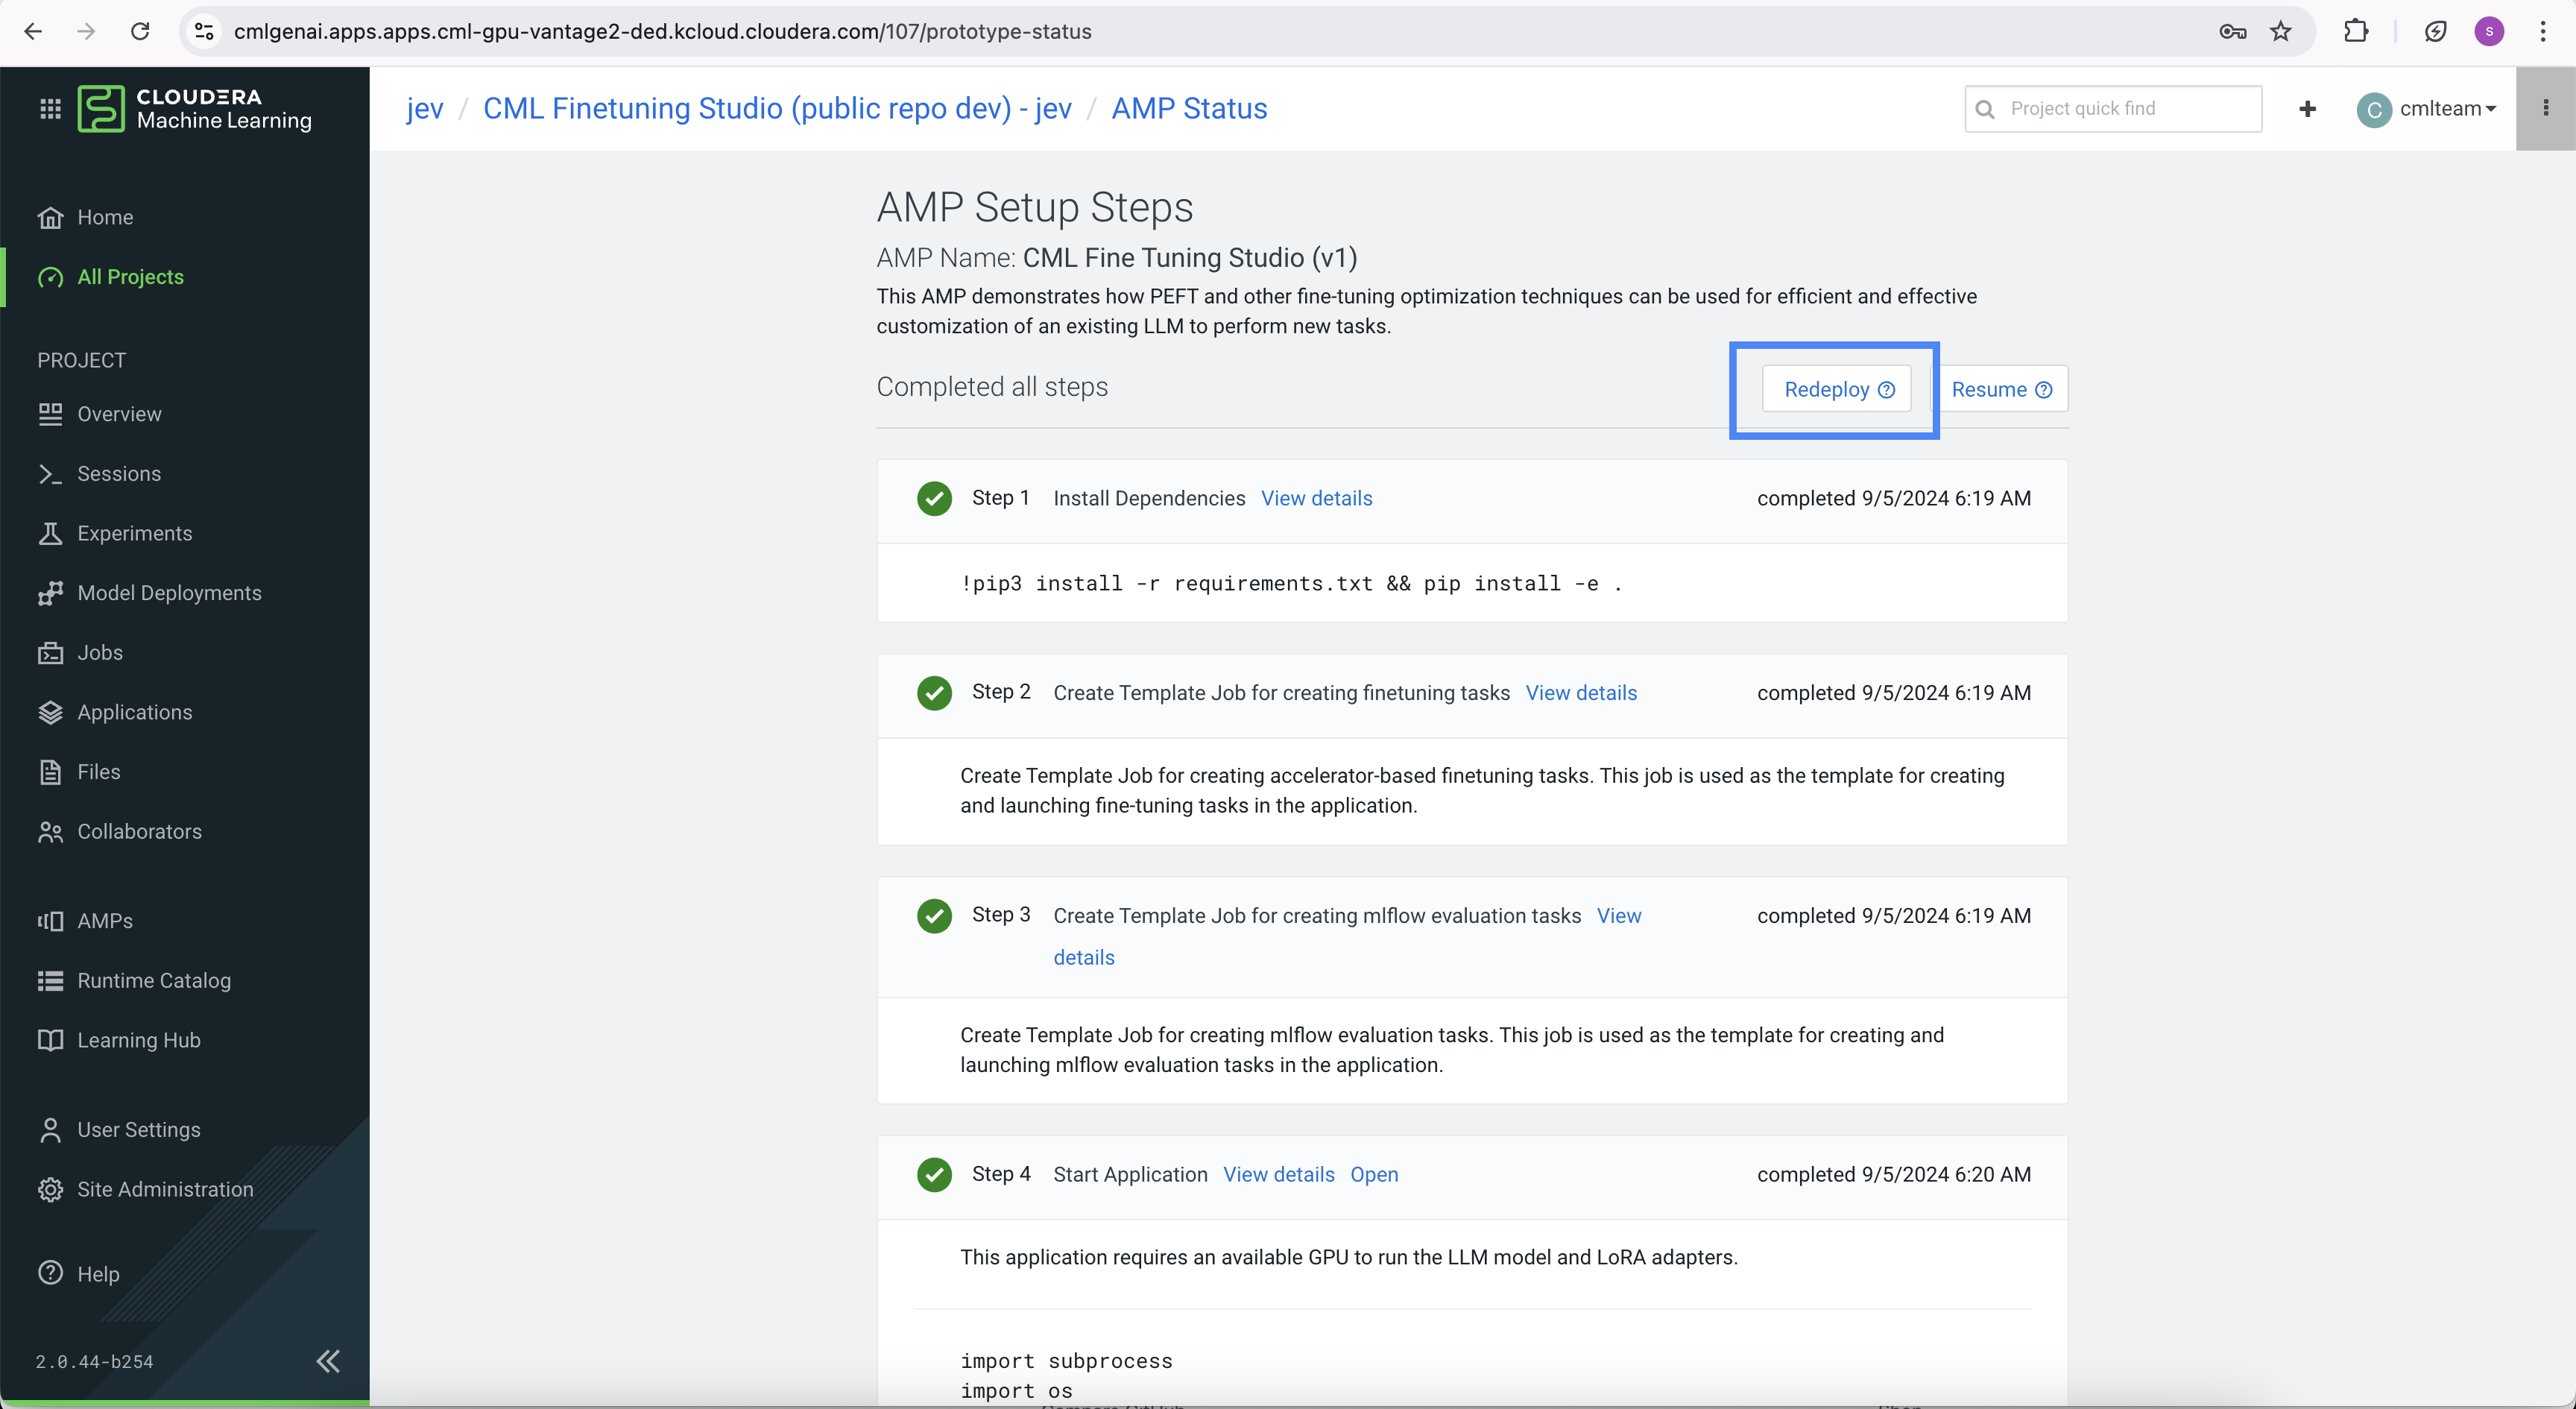 cmlgenai.apps.apps.cml-gpu-vantage2-ded.kcloud.cloudera.com/107/prototype-status
S
CLOUDERA
Machine Learning
jev / CML Finetuning Studio (public repo dev) - jev / AMP Status
Project quick find
C
cmlteam
Home
All Projects
PROJECT
Overview
Sessions
Experiments
Model Deployments
Jobs
Applications
Files
Collaborators
AMPs
Runtime Catalog
Learning Hub
User Settings
Site Administration
Help
2.0.44-b254
AMP Setup Steps
AMP Name: CML Fine Tuning Studio (v1)
This AMP demonstrates how PEFT and other fine-tuning optimization techniques can be used for efficient and effective
customization of an existing LLM to perform new tasks.
Completed all steps
Redeploy
Resume
Step 1 Install Dependencies View details completed 9/5/2024 6:19 AM
!pip3 install -r requirements.txt && pip install -e .
Step 2 Create Template Job for creating finetuning tasks View details completed 9/5/2024 6:19 AM
Create Template Job for creating accelerator-based finetuning tasks. This job is used as the template for creating
and launching fine-tuning tasks in the application.
Step 3 Create Template Job for creating mlflow evaluation tasks View completed 9/5/2024 6:19 AM
details
Create Template Job for creating mlflow evaluation tasks. This job is used as the template for creating and
launching mlflow evaluation tasks in the application.
Step 4 Start Application View details Open completed 9/5/2024 6:20 AM
This application requires an available GPU to run the LLM model and LoRA adapters.
import subprocess
import os